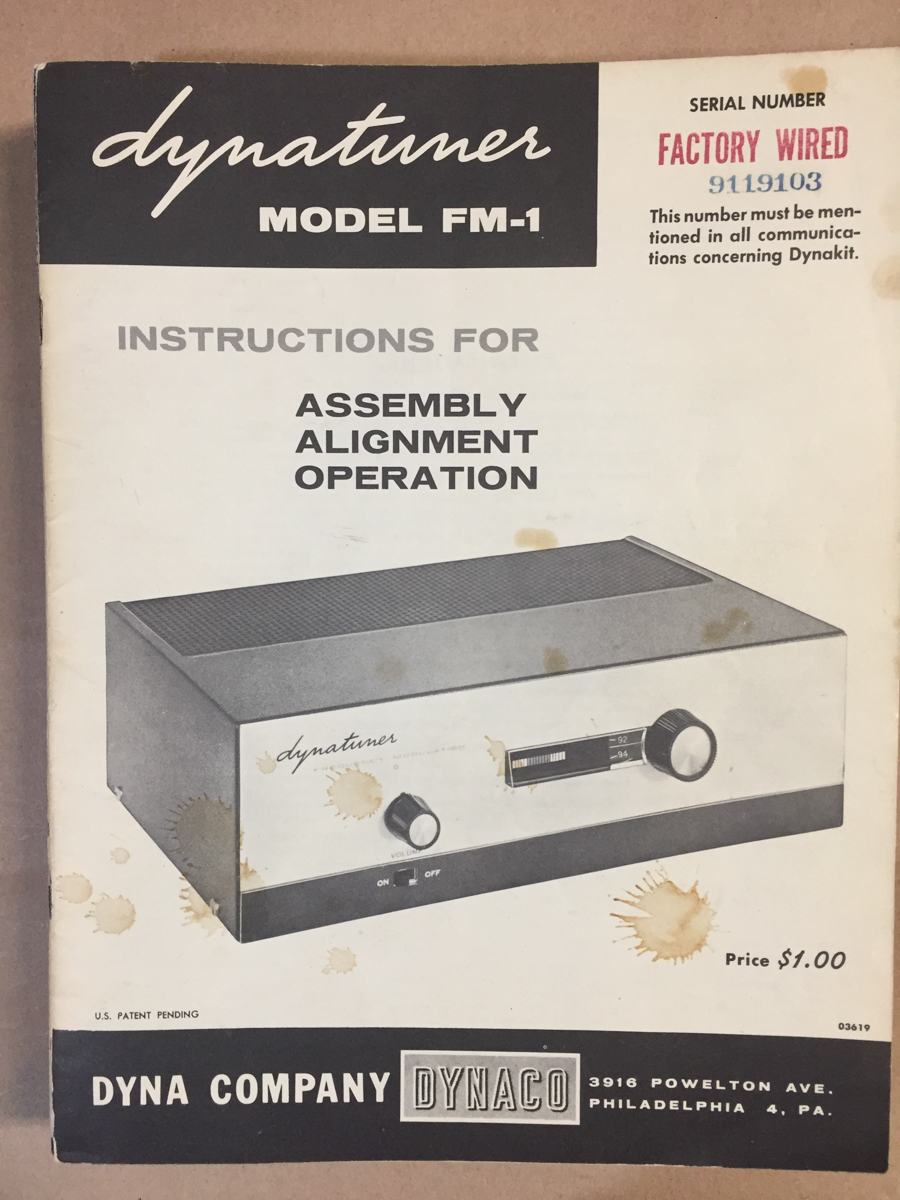 dynatuner
MODEL FM-1
SERIAL NUMBER
FACTORY WIRED
9119103
This number must be men-
tioned in all communica-
tions concerning Dynakit.
INSTRUCTIONS FOR
ASSEMBLY
ALIGNMENT
OPERATION
dynatuner
92
94
VOLUME
ON OFF
Price $1.00
U.S. PATENT PENDING
03619
DYNA COMPANY
DYNACO
3916 POWELTON AVE.
PHILADELPHIA 4, PA.